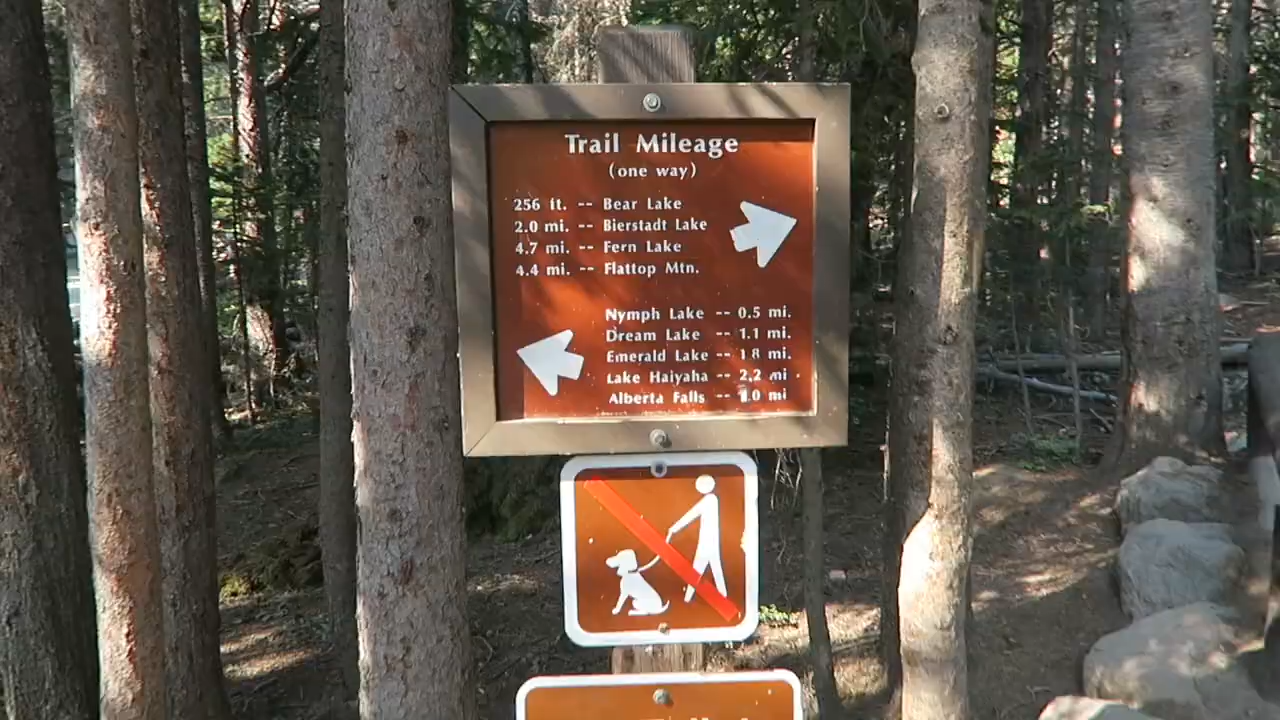 Trail Mileage
(one way)
256 ft. -- Bear Lake
2.0 mi. -- Bierstadt Lake
4.7 mi. -- Fern Lake
4.4 mi. -- Flattop Mtn.
Nymph Lake -- 0.5 mi.
Dream Lake -- 1.1 mi.
Emerald Lake -- 1 8 mi.
Lake Haiyaha -- 2.2 mi .
Alberta Falls -- 1.0 mi